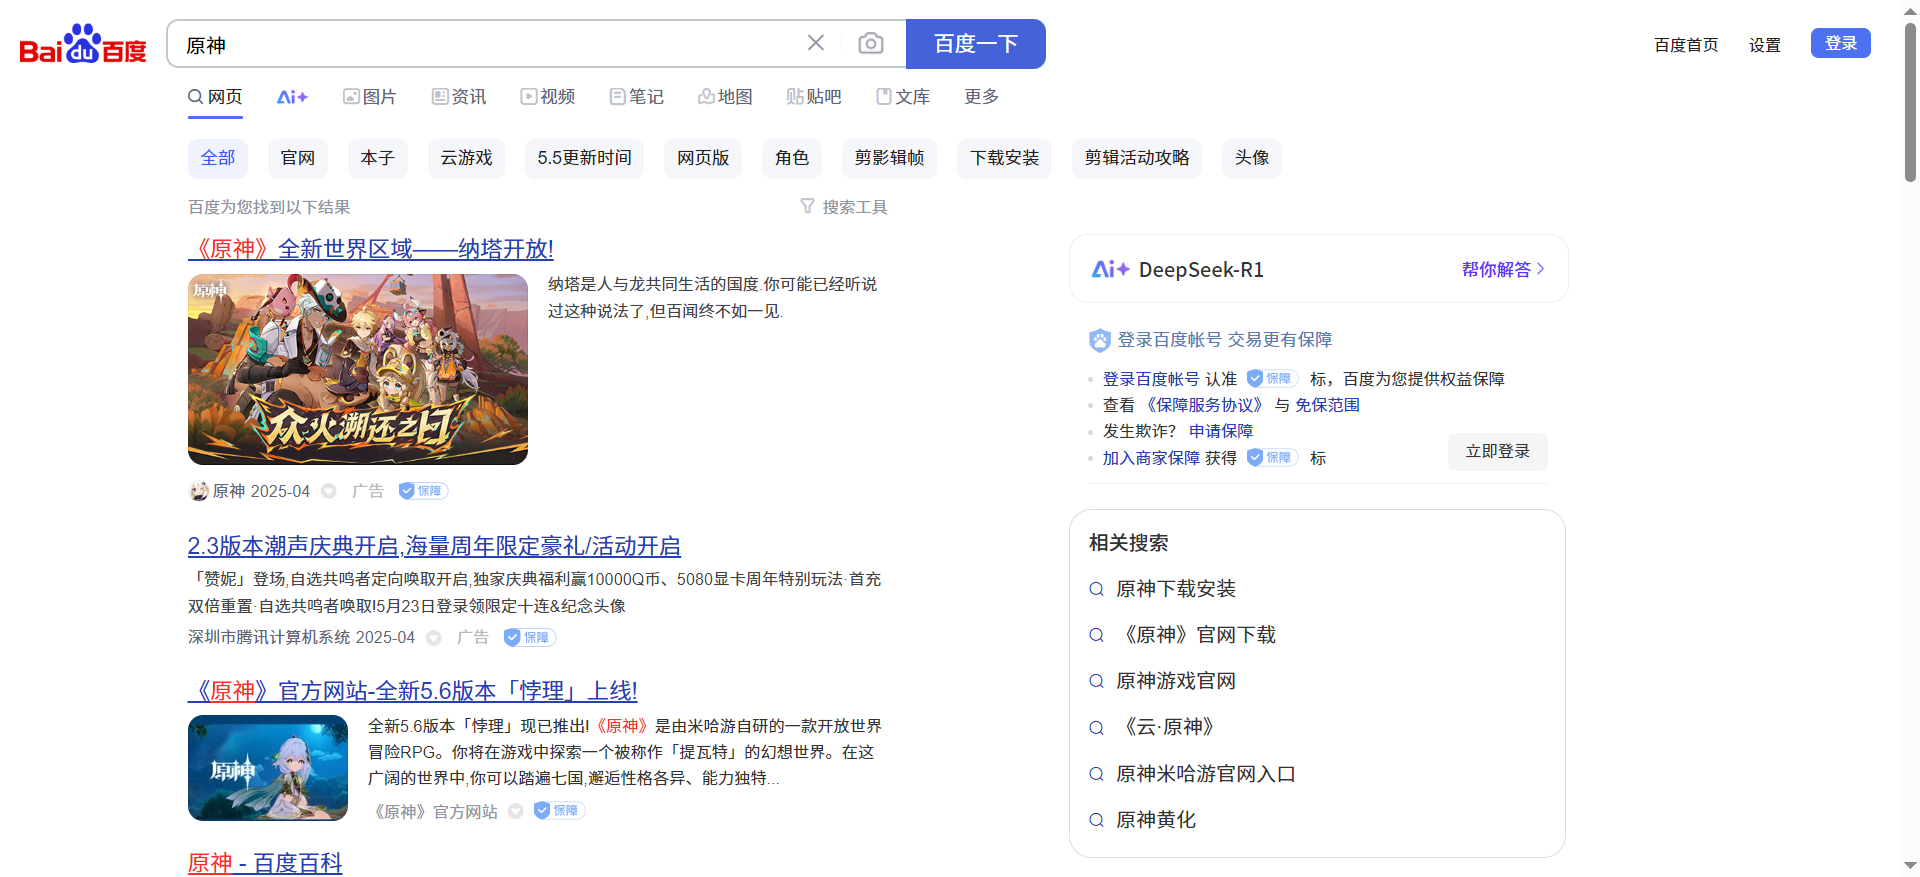 Bai du 百度
原神
百度一下
百度首页 设置 登录
网页 Ai+ 图片 资讯 视频 笔记 地图 贴吧 文库 更多
全部 官网 本子 云游戏 5.5更新时间 网页版 角色 剪影辑帧 下载安装 剪辑活动攻略 头像
百度为您找到以下结果
搜索工具
《原神》全新世界区域——纳塔开放!
原神
众火溯还之日
纳塔是人与龙共同生活的国度.你可能已经听说
过这种说法了,但百闻终不如一见.
原神 2025-04 广告 保障
2.3版本潮声庆典开启,海量周年限定豪礼/活动开启
「赞妮」登场,自选共鸣者定向唤取开启,独家庆典福利赢10000Q币、5080显卡周年特别玩法·首充
双倍重置·自选共鸣者唤取!5月23日登录领限定十连&纪念头像
深圳市腾讯计算机系统 2025-04 广告 保障
《原神》官方网站-全新5.6版本「悖理」上线!
原神
全新5.6版本「悖理」现已推出!《原神》是由米哈游自研的一款开放世界
冒险RPG。你将在游戏中探索一个被称作「提瓦特」的幻想世界。在这
广阔的世界中,你可以踏遍七国,邂逅性格各异、能力独特...
《原神》官方网站 保障
原神 - 百度百科
Ai+ DeepSeek-R1 帮你解答
登录百度帐号 交易更有保障
登录百度帐号 认准 保障 标，百度为您提供权益保障
查看《保障服务协议》与 免保范围
发生欺诈？ 申请保障
加入商家保障 获得 保障 标
立即登录
相关搜索
原神下载安装
《原神》官网下载
原神游戏官网
《云·原神》
原神米哈游官网入口
原神黄化